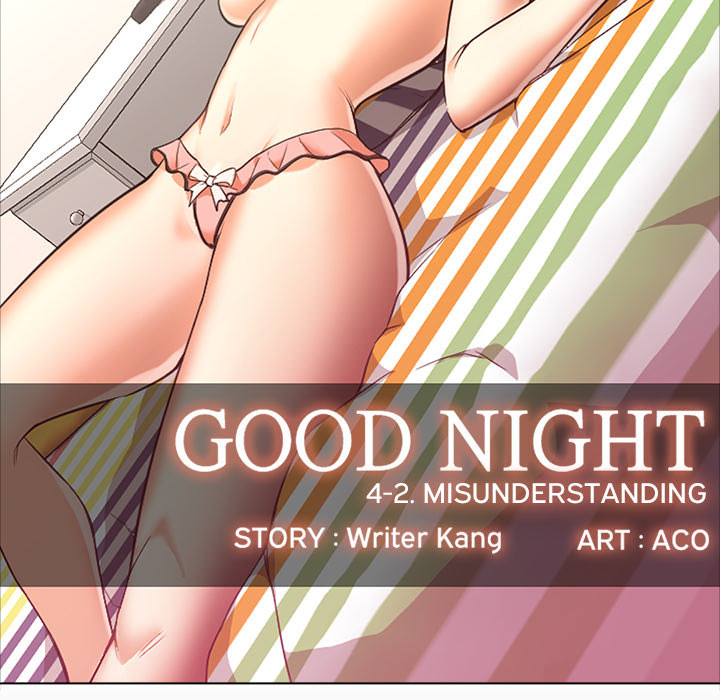 GOOD NIGHT
4-2. MISUNDERSTANDING
STORY : Writer Kang ART : ACO